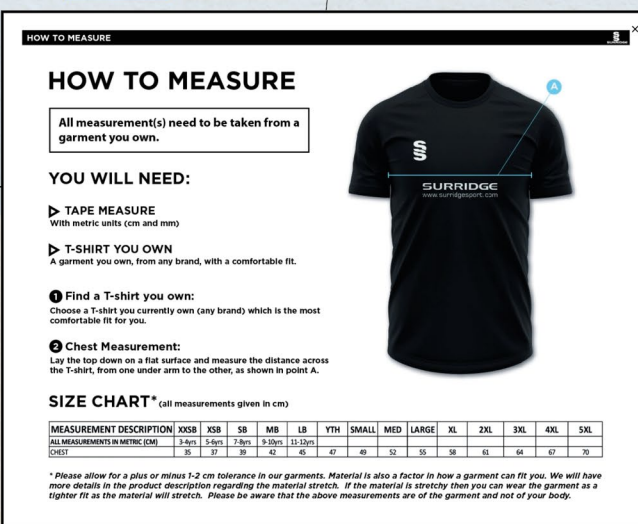 HOW TO MEASURE
HOW TO MEASURE
All measurement(s) need to be taken from a
garment you own.
YOU WILL NEED:
TAPE MEASURE
With metric units (cm and mm)
T-SHIRT YOU OWN
A garment you own, from any brand, with a comfortable fit.
1 Find a T-shirt you own:
Choose a T-shirt you currently own (any brand) which is the most
comfortable fit for you.
2 Chest Measurement:
Lay the top down on a flat surface and measure the distance across
the T-shirt, from one under arm to the other, as shown in point A.
A
SURRIDGE
www.surridgesport.com
SIZE CHART* (all measurements given in cm)
MEASUREMENT DESCRIPTION XXSB XSB SB MB LB YTH SMALL MED LARGE XL 2XL 3XL 4XL 5XL
ALL MEASUREMENTS IN METRIC (CM) 3-4yrs 5-6yrs 7-8yrs 9-10yrs 11-12yrs
CHEST 35 37 39 42 45 47 49 52 55 58 61 64 67 70
* Please allow for a plus or minus 1-2 cm tolerance in our garments. Material is also a factor in how a garment can fit you. We will have
more details in the product description regarding the material stretch. If the material is stretchy then you can wear the garment as a
tighter fit as the material will stretch. Please be aware that the above measurements are of the garment and not of your body.